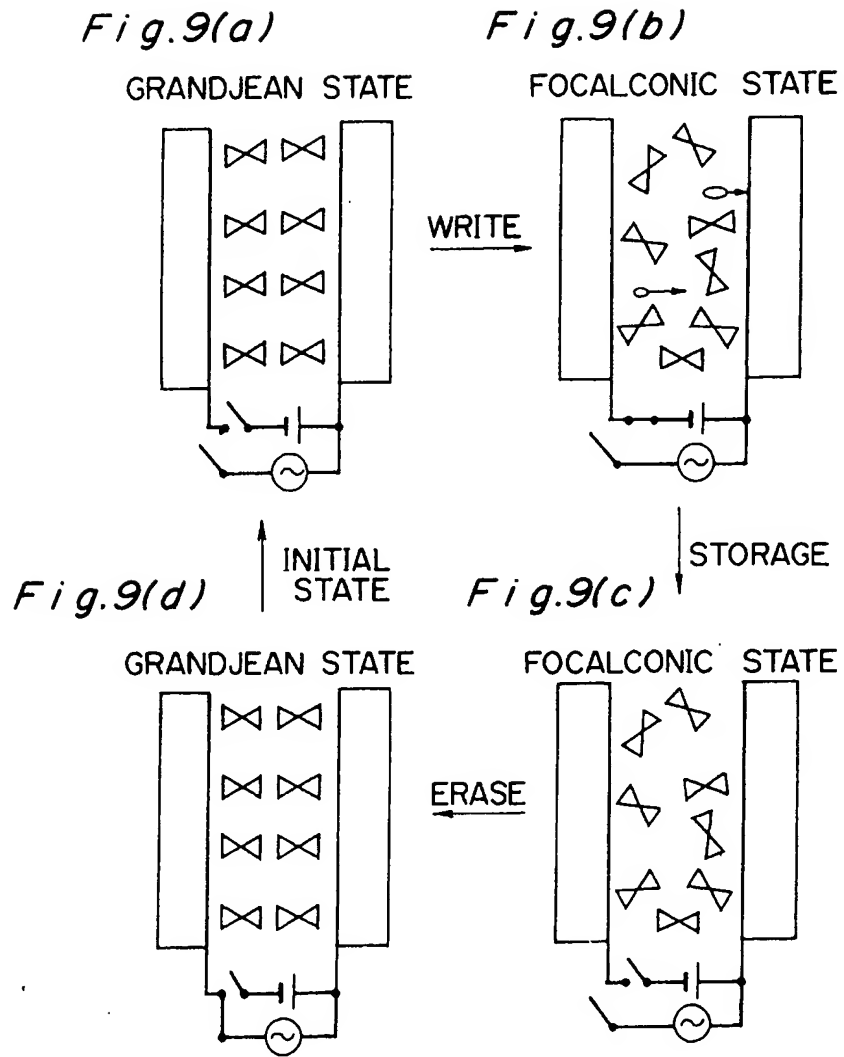 Fig.9(a)
GRANDJEAN STATE
WRITE
Fig.9(b)
FOCALCONIC STATE
STORAGE
Fig.9(c)
FOCALCONIC STATE
ERASE
Fig.9(d)
GRANDJEAN STATE
INITIAL
STATE